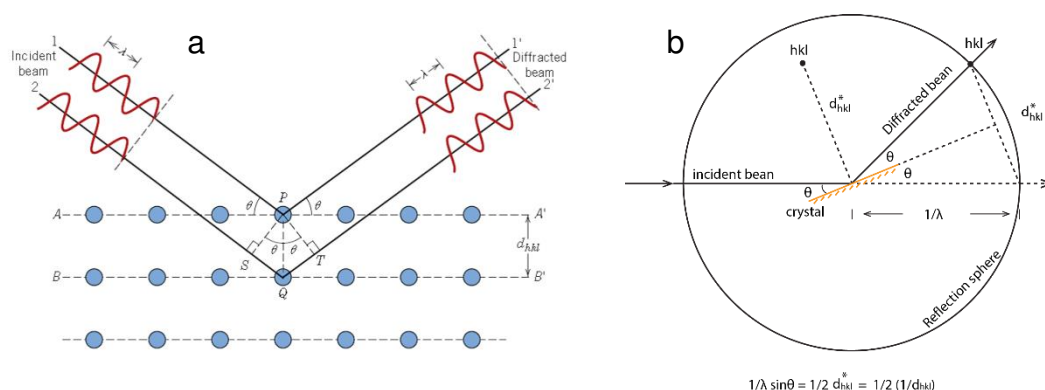 a
1
Incident
beam
2
λ
1'
Diffracted
beam
2'
λ
P
A
θ
θ
A'
θ
θ
d_hkl
S
T
B
B'
Q
b
hkl
hkl
d*_hkl
Diffracted bean
d*_hkl
θ
θ
incident bean
θ
crystal
1/λ
Reflection sphere
1/λ sinθ = 1/2 d*_hkl = 1/2 (1/d_hkl)